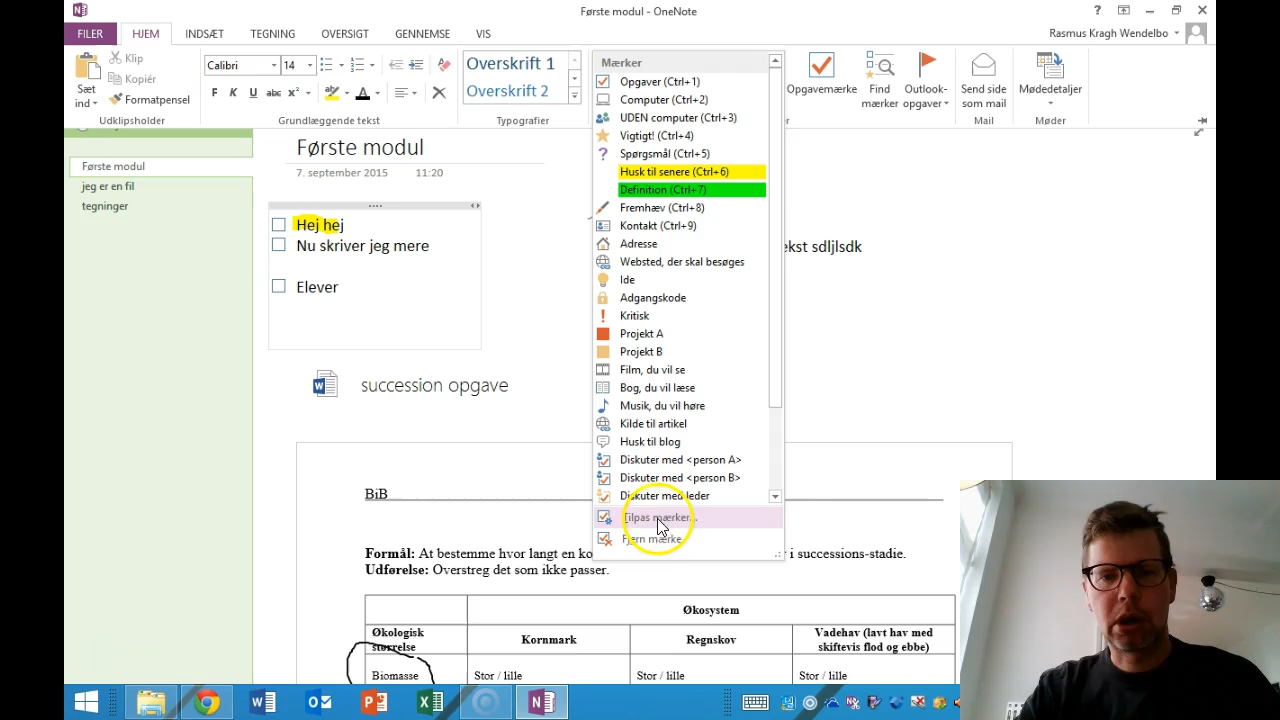 Første modul - OneNote
FILER HJEM INDSÆT TEGNING OVERSIGT GENNEMSE VIS
Rasmus Kragh Wendelbo
Sæt ind
Klip
Kopiér
Formatpensel
Udklipsholder
Calibri 14
F K U abc x²
Grundlæggende tekst
Overskrift 1
Overskrift 2
Typografier
Mærker
Opgaver (Ctrl+1)
Computer (Ctrl+2)
UDEN computer (Ctrl+3)
Vigtigt! (Ctrl+4)
Spørgsmål (Ctrl+5)
Husk til senere (Ctrl+6)
Definition (Ctrl+7)
Fremhæv (Ctrl+8)
Kontakt (Ctrl+9)
Adresse
Websted, der skal besøges
Ide
Adgangskode
Kritisk
Projekt A
Projekt B
Film, du vil se
Bog, du vil læse
Musik, du vil høre
Kilde til artikel
Husk til blog
Diskuter med <person A>
Diskuter med <person B>
Diskuter med leder
Tilpas mærker...
Fjern mærke
Opgavemærke
Find mærker
Outlook-opgaver
Send side som mail
Mail
Mødedetaljer
Møder
Første modul
jeg er en fil
tegninger
Første modul
7. september 2015 11:20
Hej hej
Nu skriver jeg mere
Elever
kst sdljlsdk
succession opgave
BiB
Formål: At bestemme hvor langt en ko
r i successions-stadie.
Udførelse: Overstreg det som ikke passer.
Økosystem
Økologisk størrelse
Kornmark
Regnskov
Vadehav (lavt hav med
skiftevis flod og ebbe)
Biomasse
Stor / lille
Stor / lille
Stor / lille